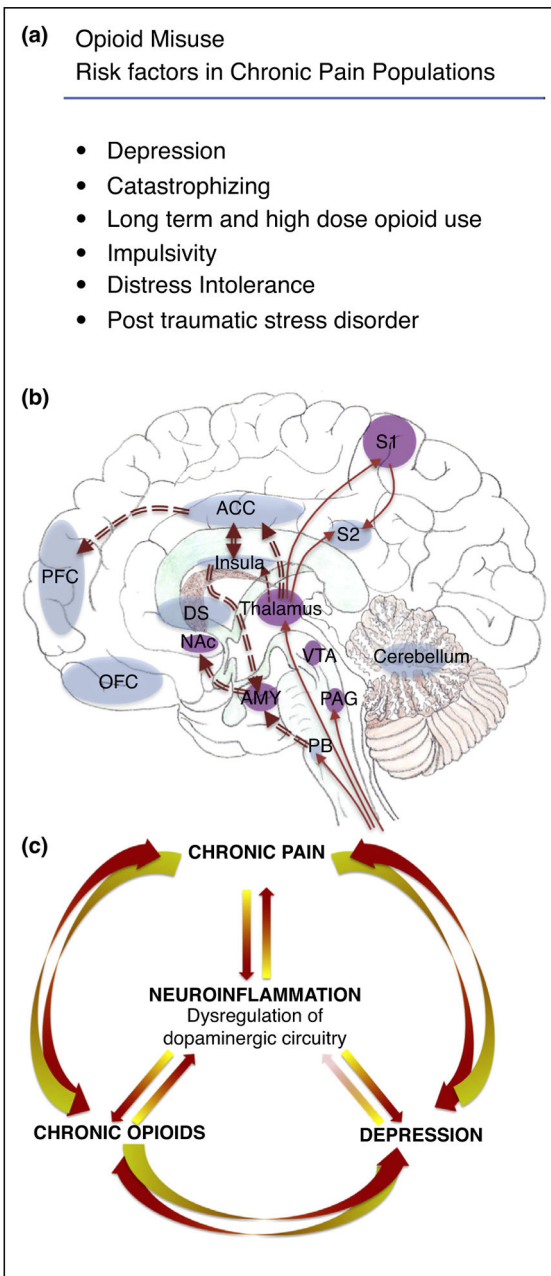 (a) Opioid Misuse
Risk factors in Chronic Pain Populations
• Depression
• Catastrophizing
• Long term and high dose opioid use
• Impulsivity
• Distress Intolerance
• Post traumatic stress disorder
(b)
S1
ACC
S2
Insula
PFC
DS
Thalamus
NAc
VTA
Cerebellum
OFC
AMY
PAG
PB
(c)
CHRONIC PAIN
NEUROINFLAMMATION
Dysregulation of
dopaminergic circuitry
CHRONIC OPIOIDS
DEPRESSION